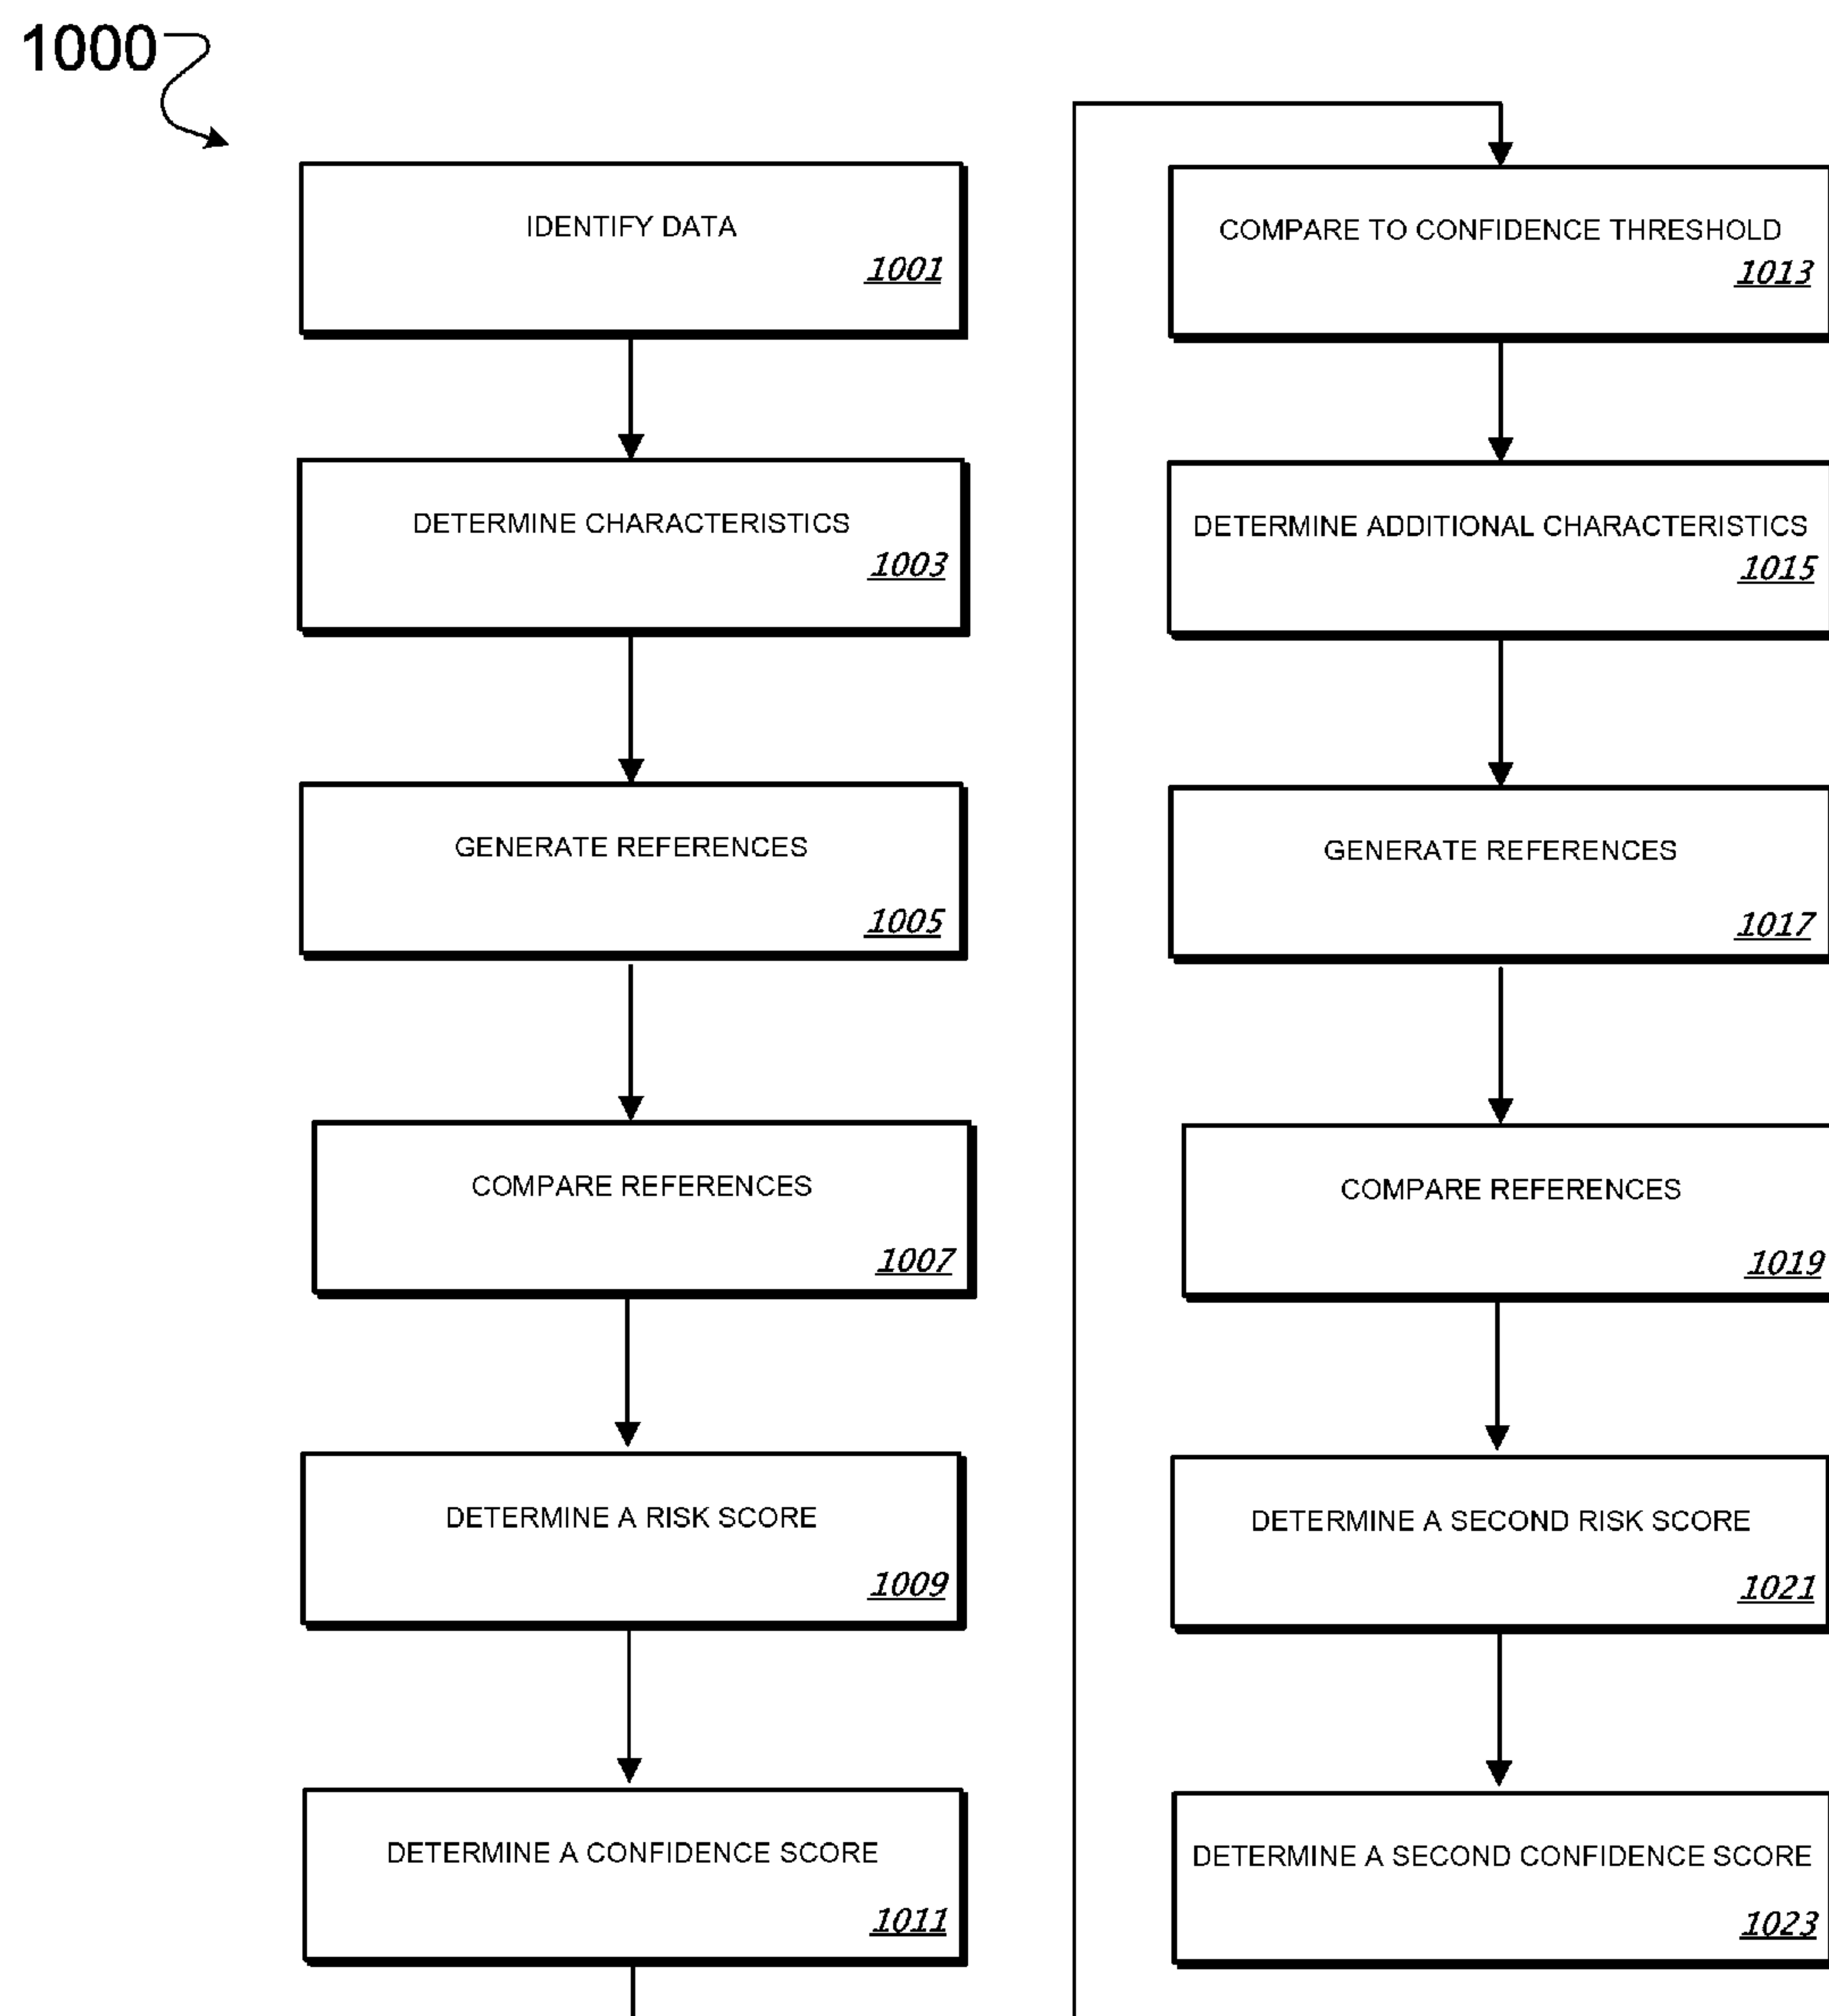 1000
IDENTIFY DATA
1001
DETERMINE CHARACTERISTICS
1003
GENERATE REFERENCES
1005
COMPARE REFERENCES
1007
DETERMINE A RISK SCORE
1009
DETERMINE A CONFIDENCE SCORE
1011
COMPARE TO CONFIDENCE THRESHOLD
1013
DETERMINE ADDITIONAL CHARACTERISTICS
1015
GENERATE REFERENCES
1017
COMPARE REFERENCES
1019
DETERMINE A SECOND RISK SCORE
1021
DETERMINE A SECOND CONFIDENCE SCORE
1023